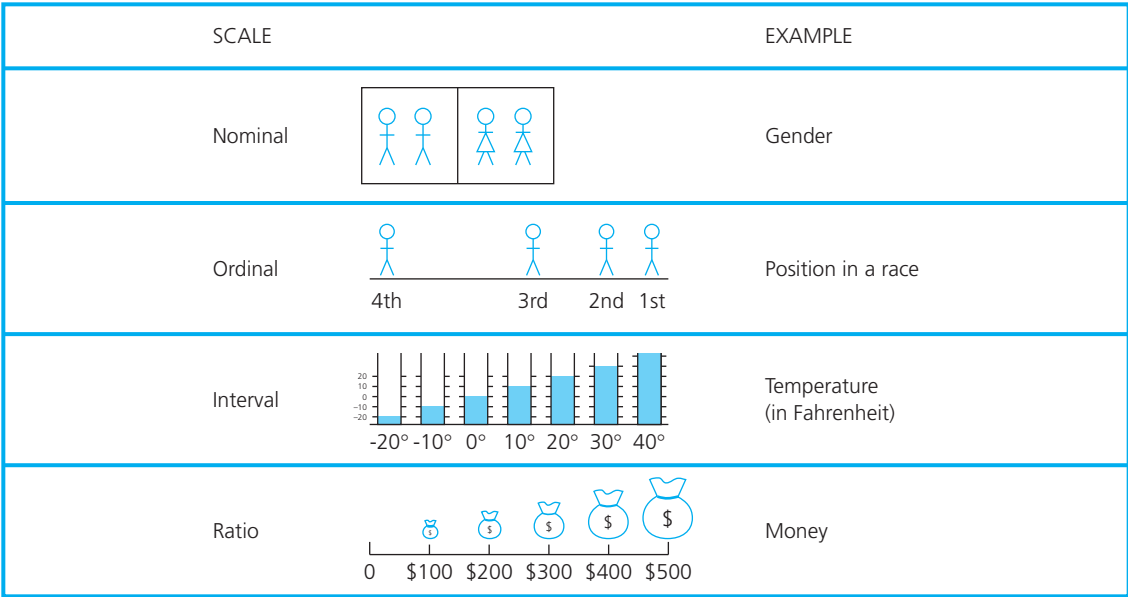 SCALE EXAMPLE
Nominal Gender
Ordinal Position in a race
4th 3rd 2nd 1st
Interval Temperature
(in Fahrenheit)
20
10
0
–10
–20
-20° -10° 0° 10° 20° 30° 40°
Ratio Money
$ $ $ $ $
0 $100 $200 $300 $400 $500